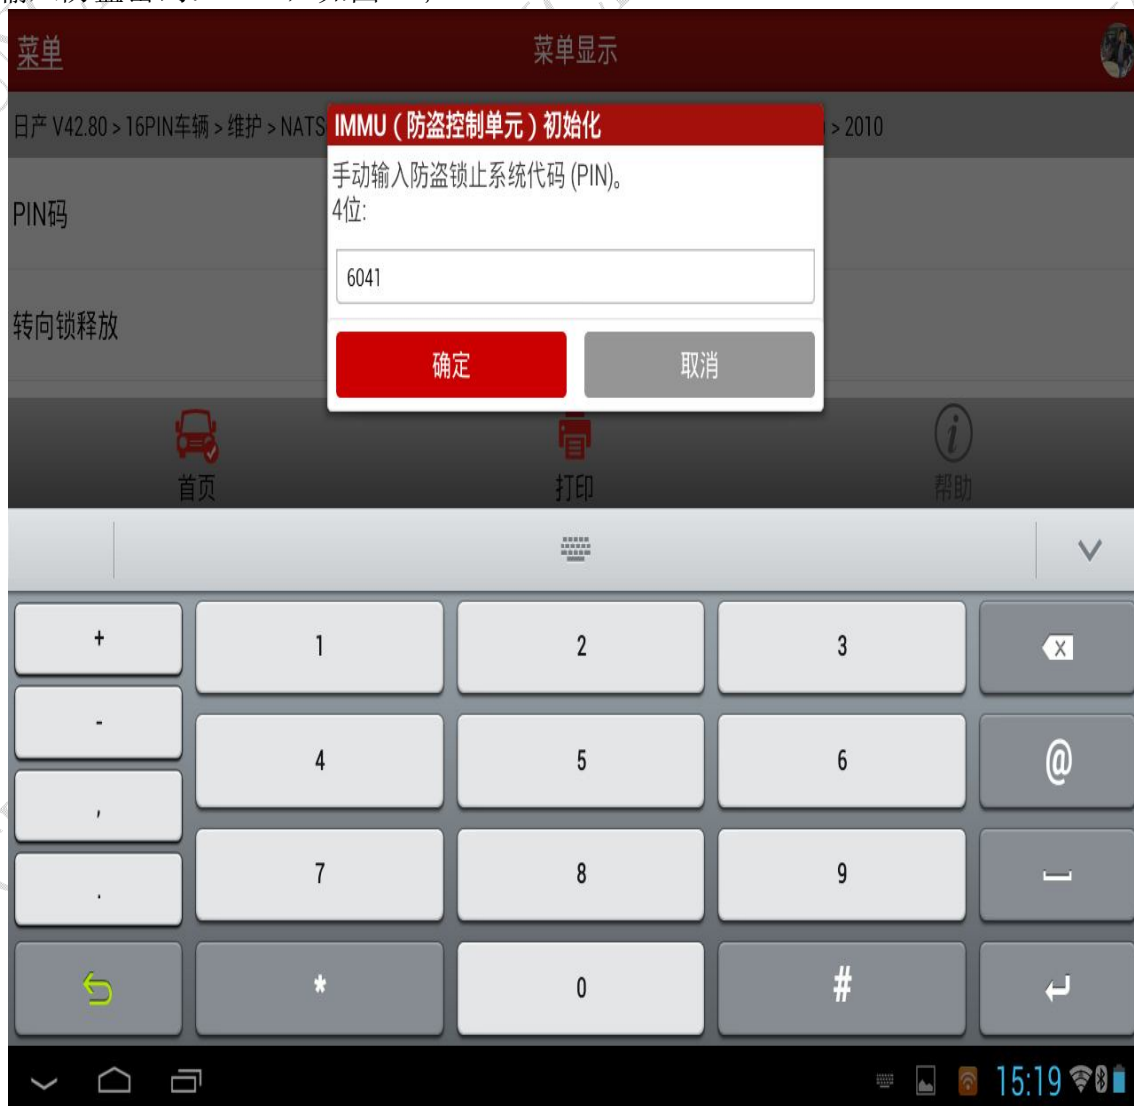 菜单
菜单显示
日产 V42.80 > 16PIN车辆 > 维护 > NATS
> 2010
IMMU ( 防盗控制单元 ) 初始化
手动输入防盗锁止系统代码 (PIN)。
4位:
6041
确定
取消
PIN码
转向锁释放
首页
打印
帮助
+
1
2
3
-
4
5
6
@
,
7
8
9
.
*
0
#
15:19